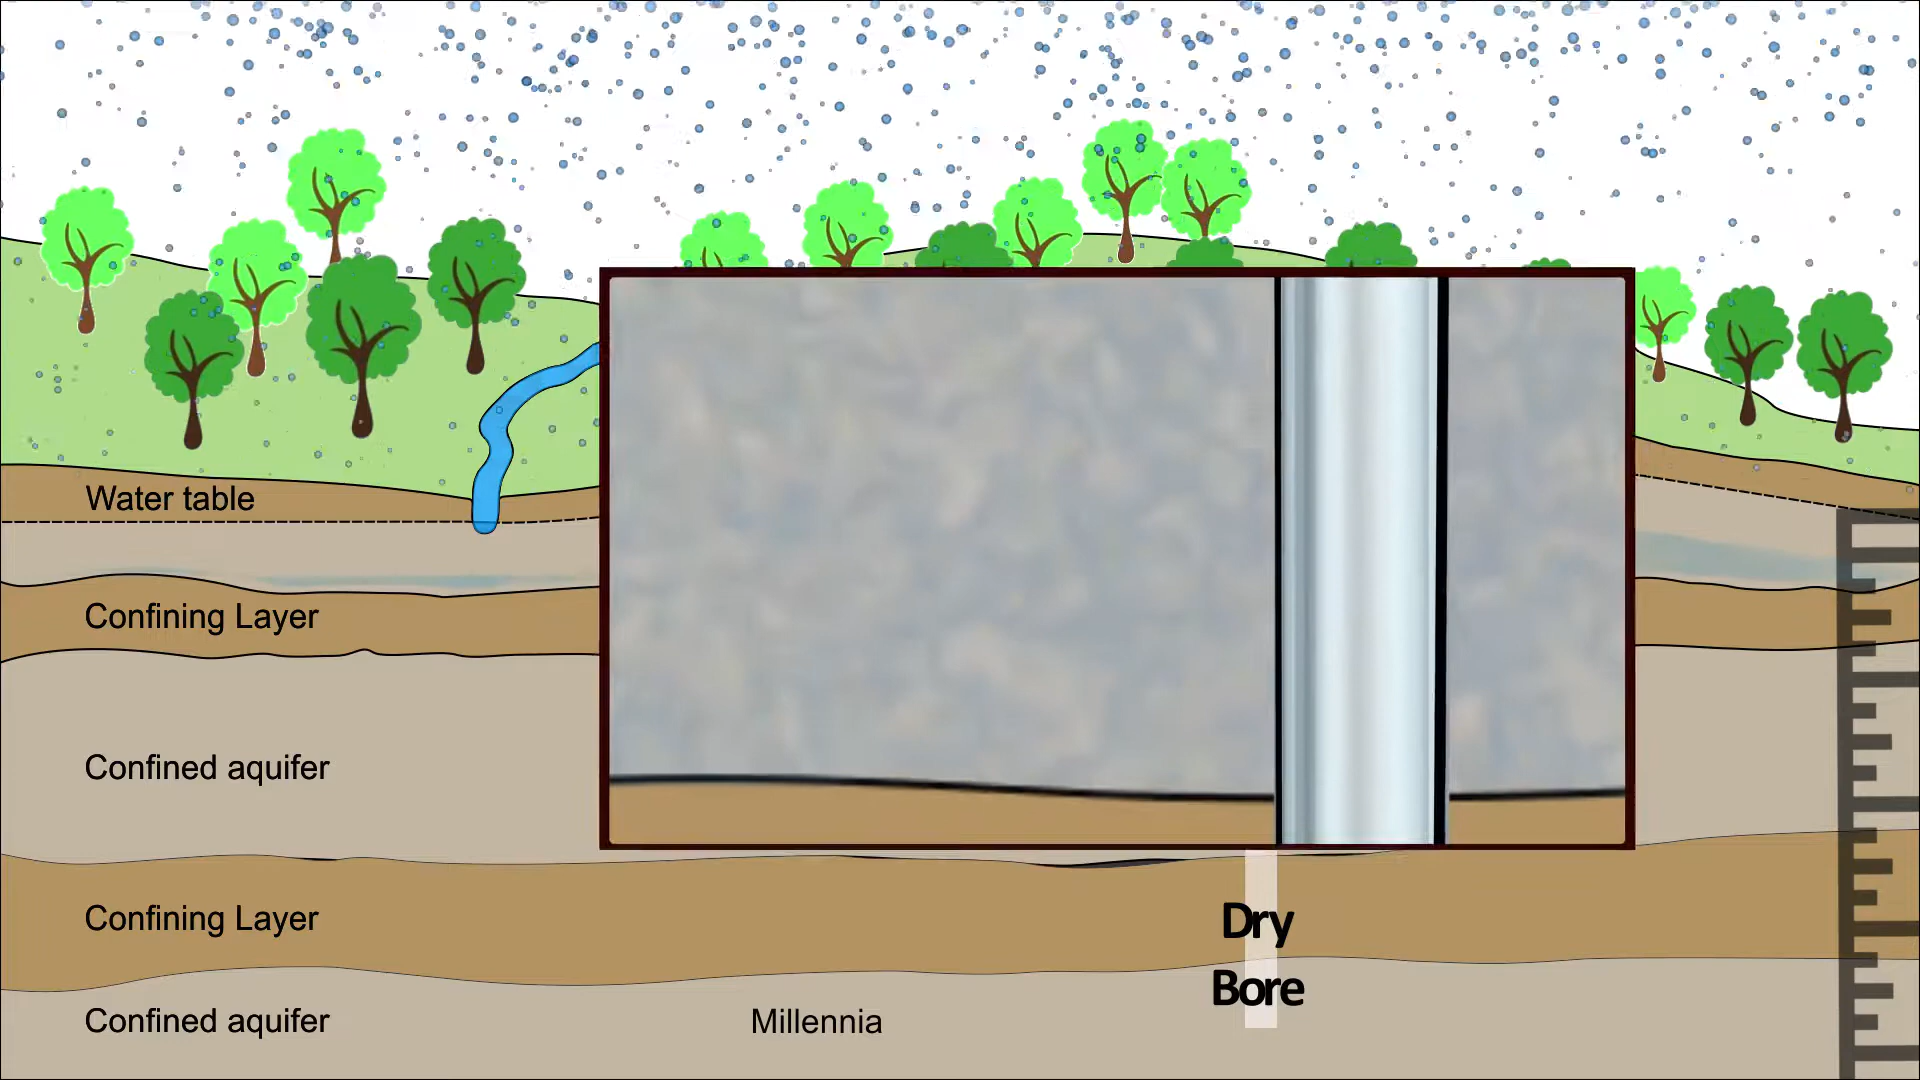 Water table
Confining Layer
Confined aquifer
Confining Layer
Dry
Bore
Confined aquifer
Millennia